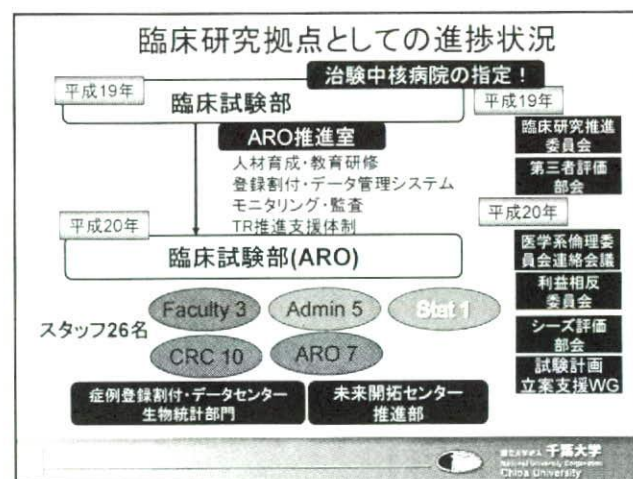 臨床研究拠点としての進捗状況
治験中核病院の指定！
平成19年
臨床試験部
ARO推進室
人材育成・教育研修
登録割付・データ管理システム
モニタリング・監査
TR推進支援体制
平成20年
臨床試験部(ARO)
スタッフ26名
Faculty 3
Admin 5
Stat 1
CRC 10
ARO 7
症例登録割付・データセンター
生物統計部門
未来開拓センター
推進部
平成19年
臨床研究推進
委員会
第三者評価
部会
平成20年
医学系倫理委
員会連絡会議
利益相反
委員会
シーズ評価
部会
試験計画
立案支援WG
国立大学法人 千葉大学
National University Corporation
Chiba University